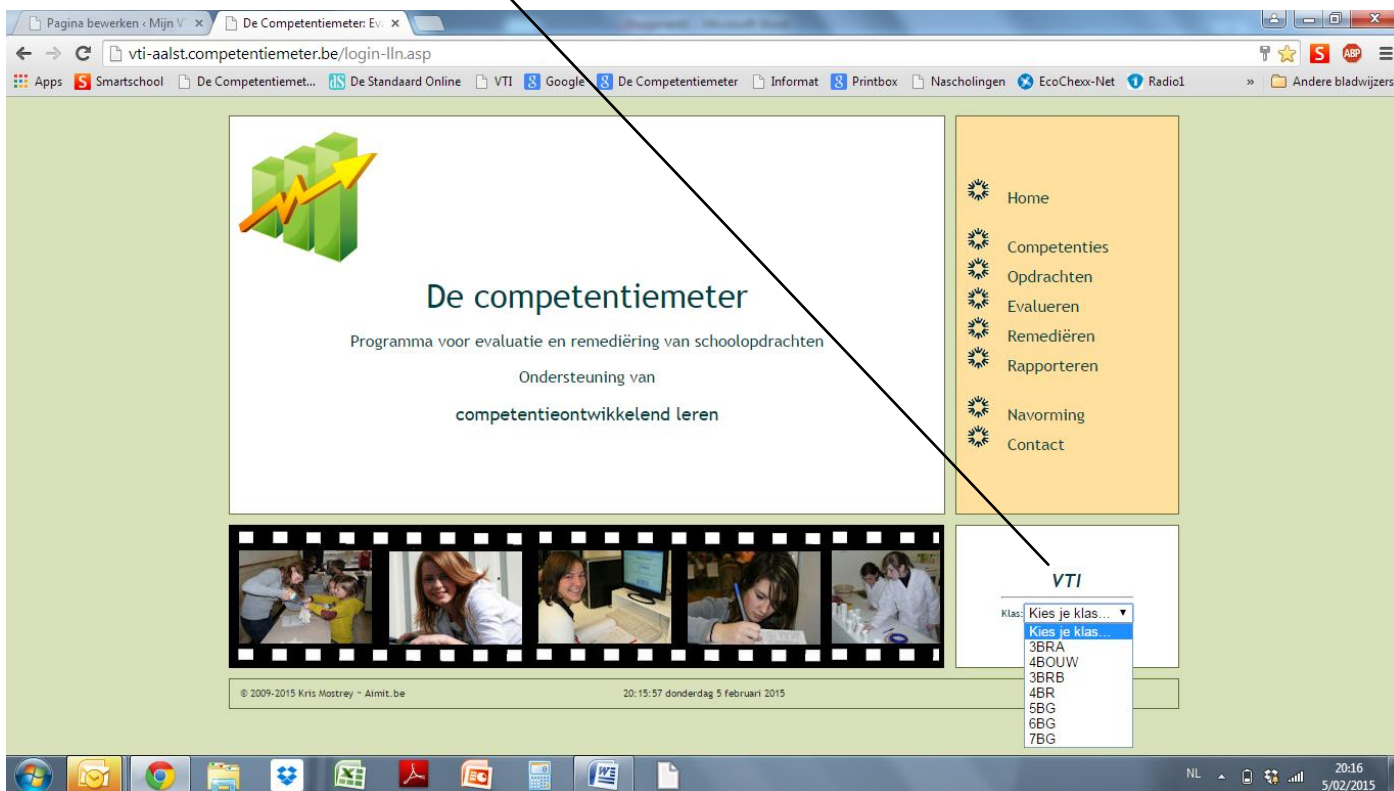 Pagina bewerken ‹ Mijn V
De Competentiemeter: Ev
vti-aalst.competentiemeter.be/login-lln.asp
Apps Smartschool De Competentiemet... De Standaard Online VTI Google De Competentiemeter Informat Printbox Nascholingen EcoChexx-Net Radio1 » Andere bladwijzers
De competentiemeter
Programma voor evaluatie en remediëring van schoolopdrachten
Ondersteuning van
competentieontwikkelend leren
Home
Competenties
Opdrachten
Evalueren
Remediëren
Rapporteren
Navorming
Contact
VTI
Klas: Kies je klas...
Kies je klas...
3BRA
4BOUW
3BRB
4BR
5BG
6BG
7BG
© 2009-2015 Kris Mostrey ~ Aimit.be
20:15:57 donderdag 5 februari 2015
NL
20:16
5/02/2015